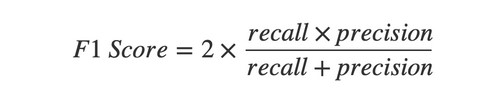 F1 Score = 2 × recall × precision / recall + precision